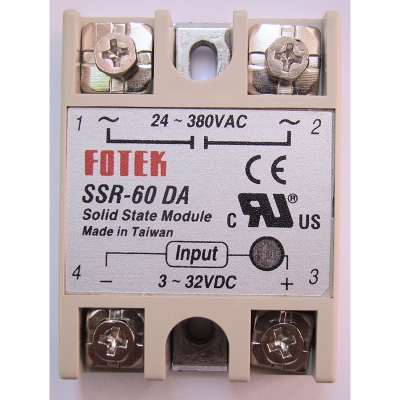 1 ~ 24 ~ 380VAC ~ 2
FOTEK
CE
SSR-60 DA
Solid State Module
Made in Taiwan
C RU US
4 Input 3
− 3 ~ 32VDC +